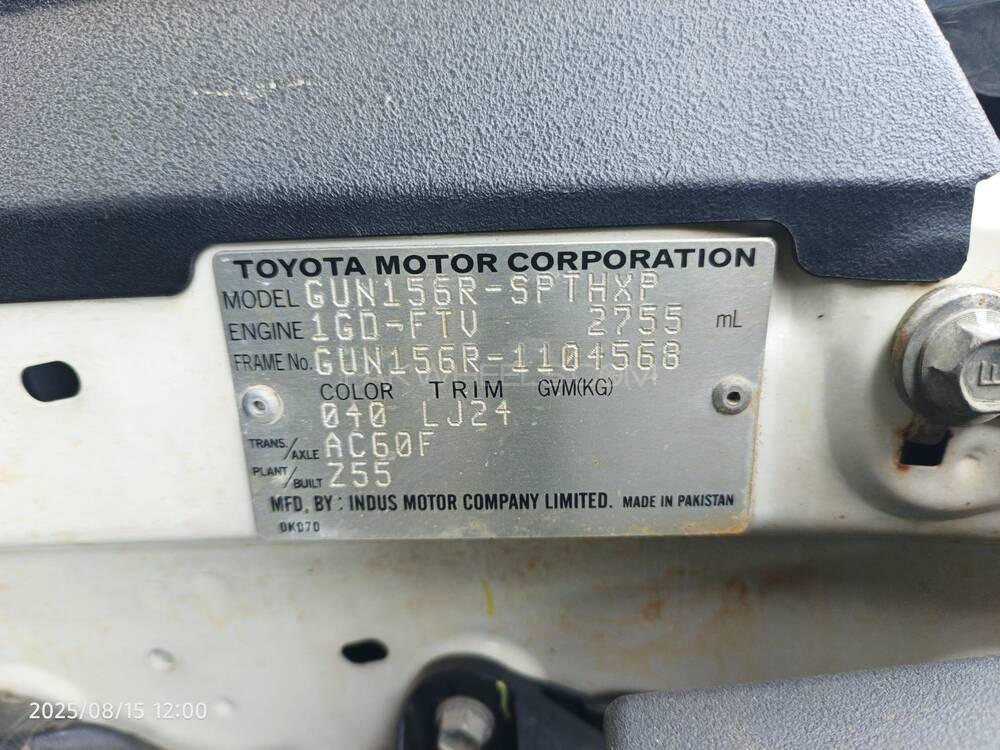 TOYOTA MOTOR CORPORATION
MODEL GUN156R-SPTHXP
ENGINE 1GD-FTV 2755 mL
FRAME No. GUN156R-1104568
COLOR TRIM GVM(KG)
040 LJ24
TRANS./AXLE AC60F
PLANT/BUILT Z55
MFD, BY : INDUS MOTOR COMPANY LIMITED. MADE IN PAKISTAN
0K070
2025/08/15 12:00